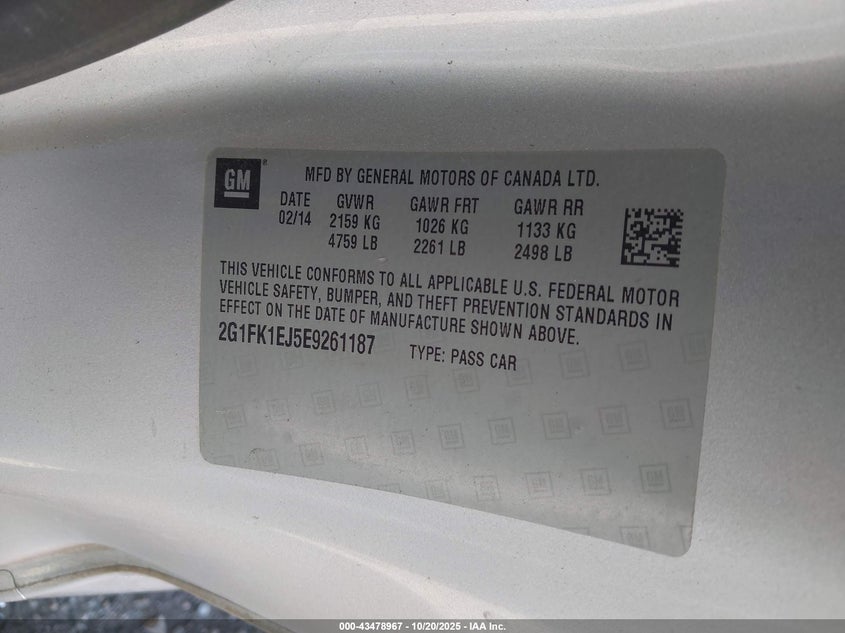 GM ®
MFD BY GENERAL MOTORS OF CANADA LTD.
DATE GVWR GAWR FRT GAWR RR
02/14 2159 KG 1026 KG 1133 KG
4759 LB 2261 LB 2498 LB
THIS VEHICLE CONFORMS TO ALL APPLICABLE U.S. FEDERAL MOTOR
VEHICLE SAFETY, BUMPER, AND THEFT PREVENTION STANDARDS IN
EFFECT ON THE DATE OF MANUFACTURE SHOWN ABOVE.
2G1FK1EJ5E9261187 TYPE: PASS CAR
000-43478967 - 10/20/2025 - IAA Inc.